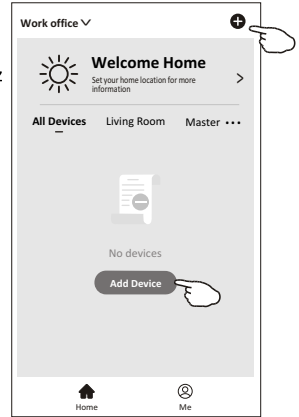 Work office
Welcome Home
Set your home location for more
information
All Devices Living Room Master
No devices
Add Device
Home Me